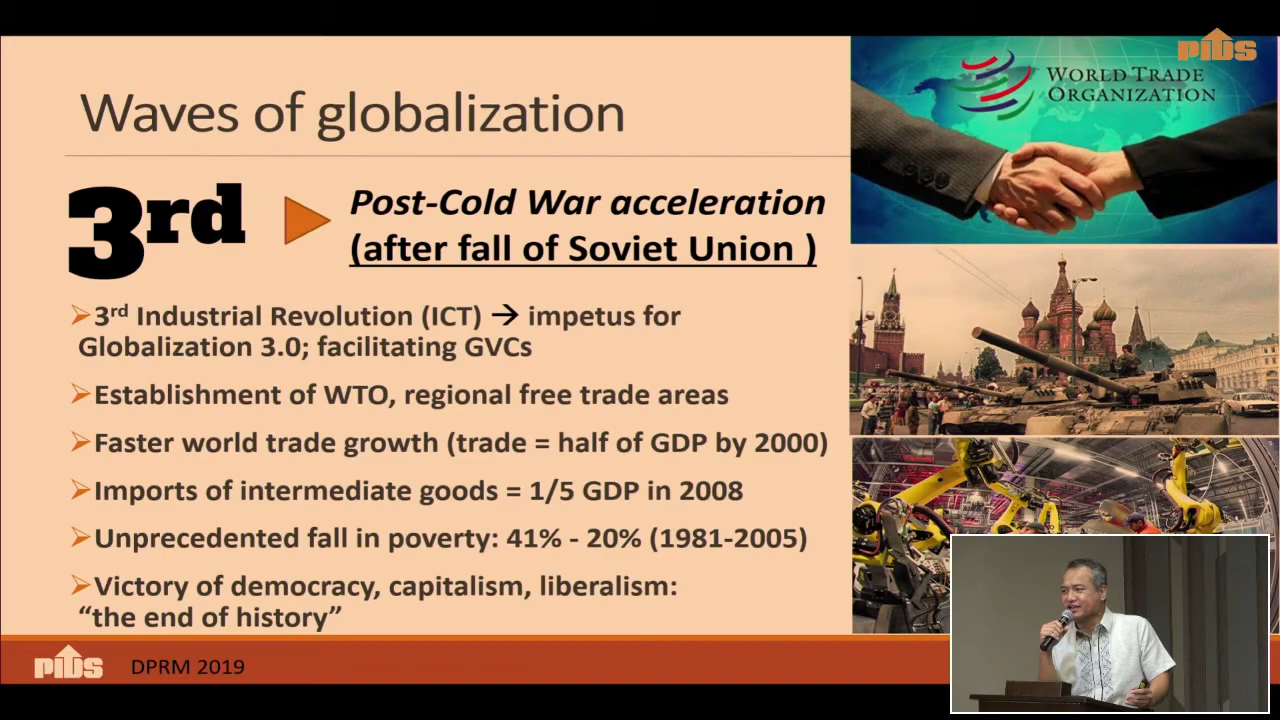 PIDS
WORLD TRADE
ORGANIZATION
Waves of globalization
3rd
Post-Cold War acceleration
(after fall of Soviet Union )
➢3rd Industrial Revolution (ICT) → impetus for
Globalization 3.0; facilitating GVCs
➢Establishment of WTO, regional free trade areas
➢Faster world trade growth (trade = half of GDP by 2000)
➢Imports of intermediate goods = 1/5 GDP in 2008
➢Unprecedented fall in poverty: 41% - 20% (1981-2005)
➢Victory of democracy, capitalism, liberalism:
“the end of history”
PIDS
DPRM 2019